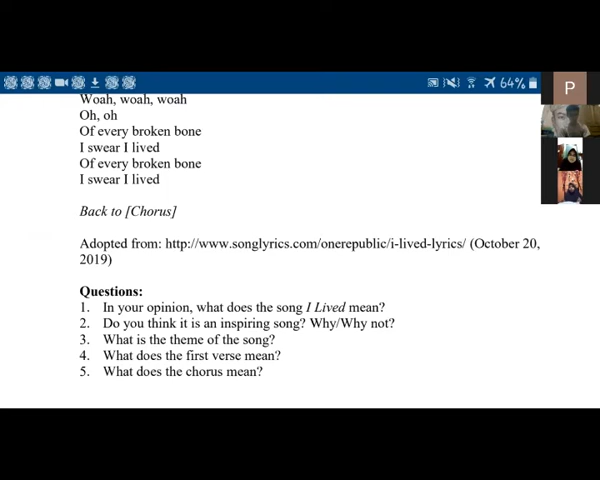 64%
P
Woah, woah, woah
Oh, oh
Of every broken bone
I swear I lived
Of every broken bone
I swear I lived
Back to [Chorus]
Adopted from: http://www.songlyrics.com/onerepublic/i-lived-lyrics/ (October 20,
2019)
Questions:
1. In your opinion, what does the song I Lived mean?
2. Do you think it is an inspiring song? Why/Why not?
3. What is the theme of the song?
4. What does the first verse mean?
5. What does the chorus mean?